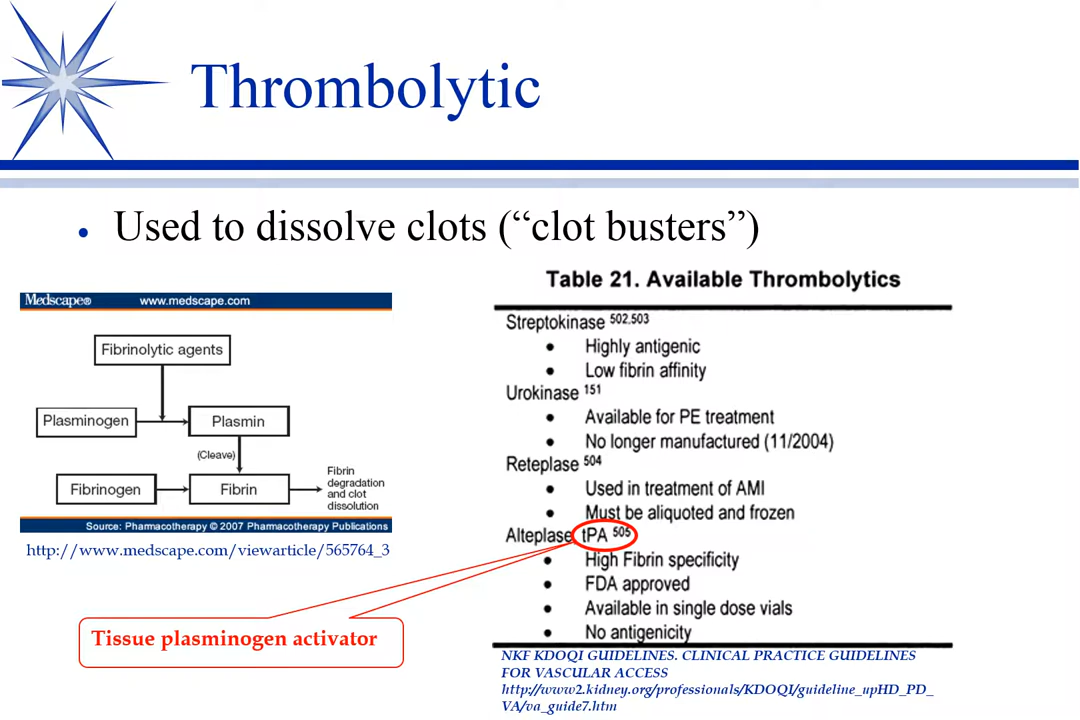 Thrombolytic
• Used to dissolve clots (“clot busters”)
Medscape® www.medscape.com
Fibrinolytic agents
Plasminogen
Plasmin
(Cleave)
Fibrinogen
Fibrin
Fibrin
degradation
and clot
dissolution
Source: Pharmacotherapy © 2007 Pharmacotherapy Publications
http://www.medscape.com/viewarticle/565764_3
Tissue plasminogen activator
Table 21. Available Thrombolytics
Streptokinase 502,503
• Highly antigenic
• Low fibrin affinity
Urokinase 151
• Available for PE treatment
• No longer manufactured (11/2004)
Reteplase 504
• Used in treatment of AMI
• Must be aliquoted and frozen
Alteplase tPA 505
• High Fibrin specificity
• FDA approved
• Available in single dose vials
• No antigenicity
NKF KDOQI GUIDELINES. CLINICAL PRACTICE GUIDELINES
FOR VASCULAR ACCESS
http://www2.kidney.org/professionals/KDOQI/guideline_upHD_PD_
VA/va_guide7.htm